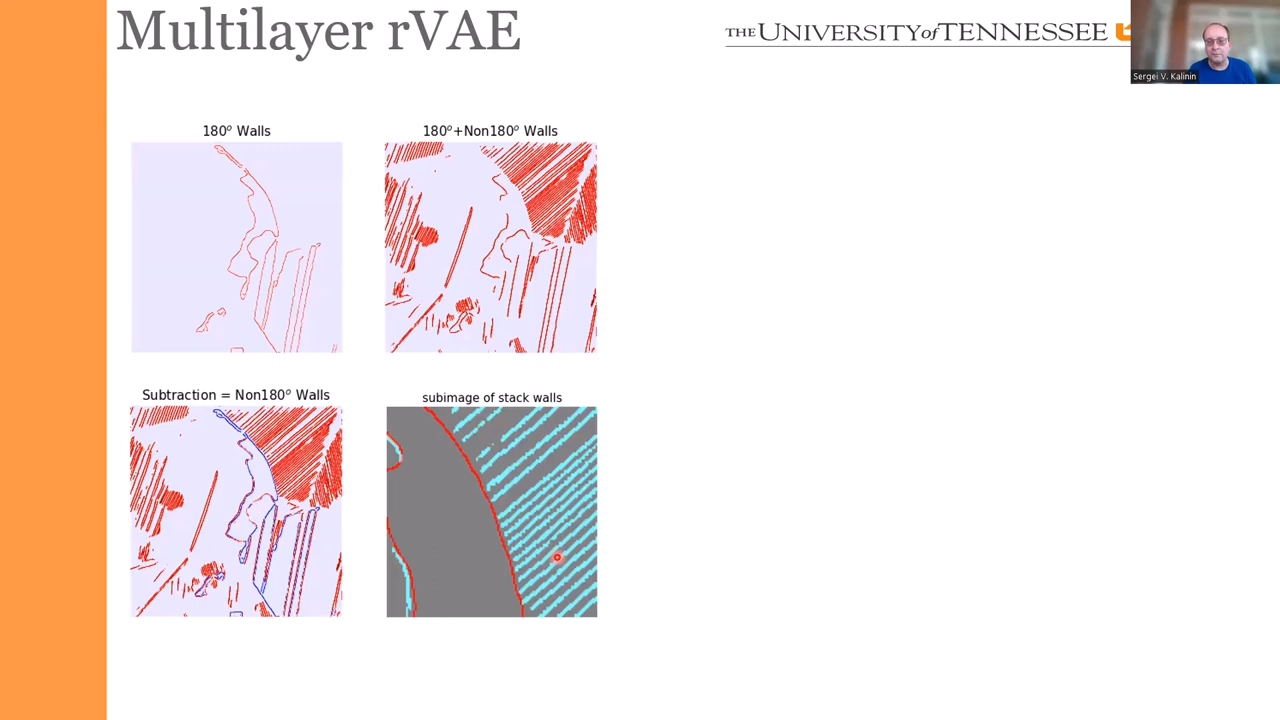 Multilayer rVAE
THE UNIVERSITY of TENNESSEE
Sergei V. Kalinin
180° Walls
180°+Non180° Walls
Subtraction = Non180° Walls
subimage of stack walls